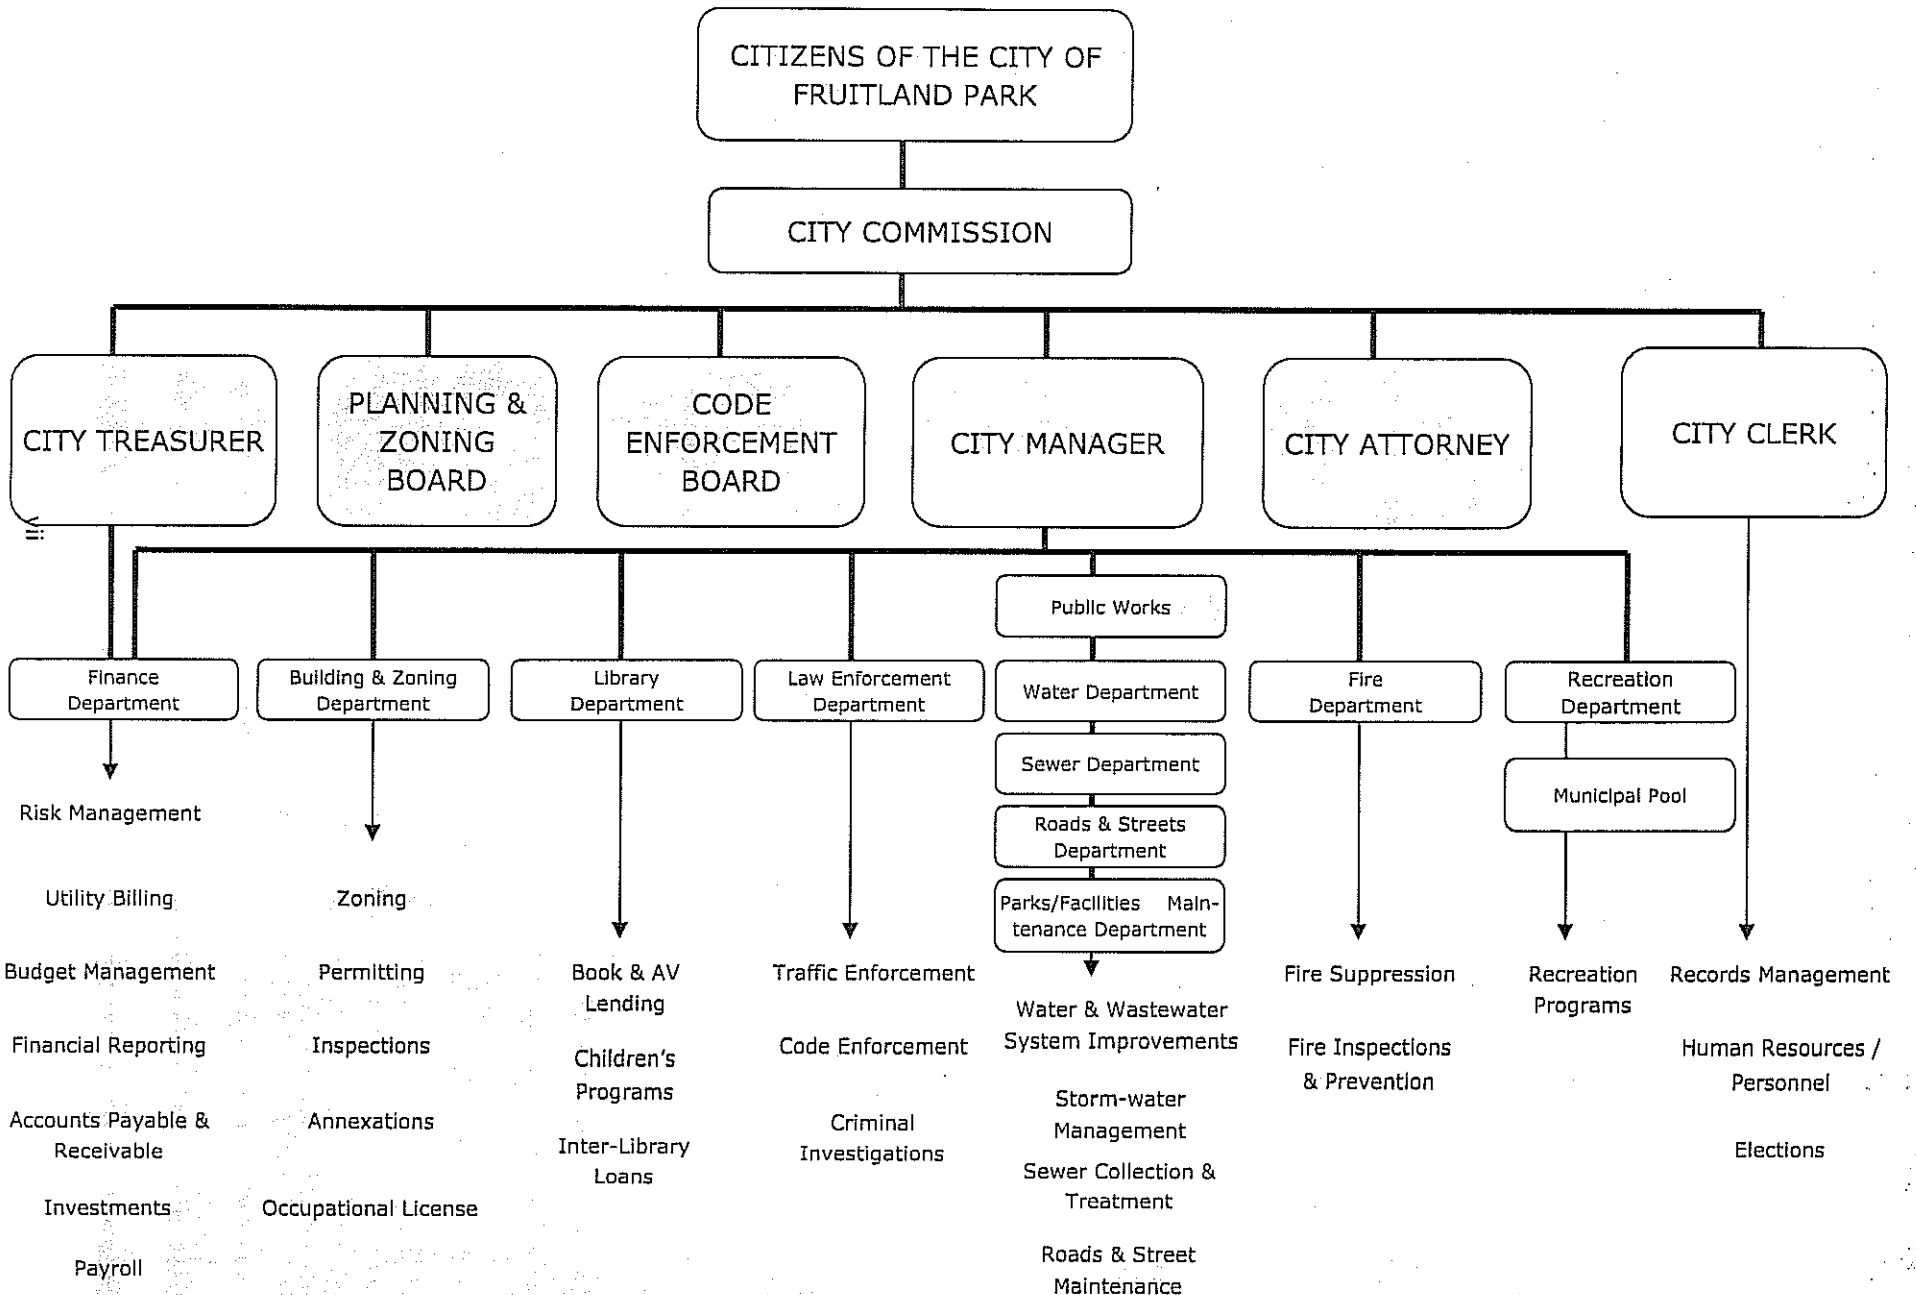 CITIZENS OF THE CITY OF
FRUITLAND PARK
CITY COMMISSION
CITY TREASURER
PLANNING &
ZONING
BOARD
CODE
ENFORCEMENT
BOARD
CITY MANAGER
CITY ATTORNEY
CITY CLERK
vii
Public Works
Finance
Department
Building & Zoning
Department
Library
Department
Law Enforcement
Department
Water Department
Fire
Department
Recreation
Department
Sewer Department
Municipal Pool
Roads & Streets
Department
Parks/Facilities Main-
tenance Department
Risk Management
Utility Billing
Budget Management
Financial Reporting
Accounts Payable &
Receivable
Investments
Payroll
Zoning
Permitting
Inspections
Annexations
Occupational License
Book & AV
Lending
Children's
Programs
Inter-Library
Loans
Traffic Enforcement
Code Enforcement
Criminal
Investigations
Water & Wastewater
System Improvements
Storm-water
Management
Sewer Collection &
Treatment
Roads & Street
Maintenance
Fire Suppression
Fire Inspections
& Prevention
Recreation
Programs
Records Management
Human Resources /
Personnel
Elections